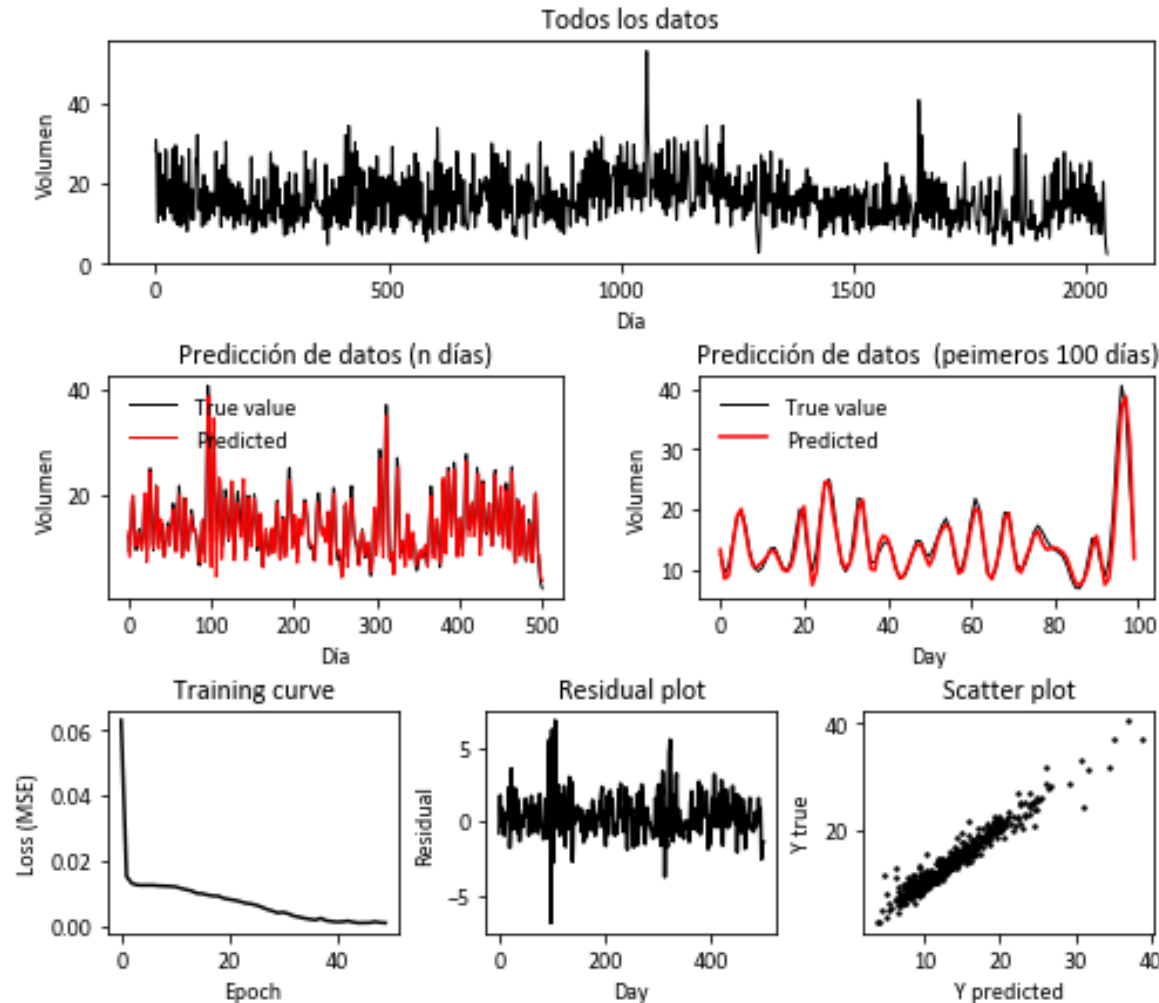 Todos los datos
Volumen
40
20
0
0 500 1000 1500 2000
Día
Predicción de datos (n días)
Volumen
40
20
True value
Predicted
0 100 200 300 400 500
Día
Predicción de datos (peimeros 100 días)
Volumen
40
30
20
10
True value
Predicted
0 20 40 60 80 100
Day
Training curve
Loss (MSE)
0.06
0.04
0.02
0.00
0 20 40
Epoch
Residual plot
Residual
5
0
−5
0 200 400
Day
Scatter plot
Y true
40
20
10 20 30 40
Y predicted